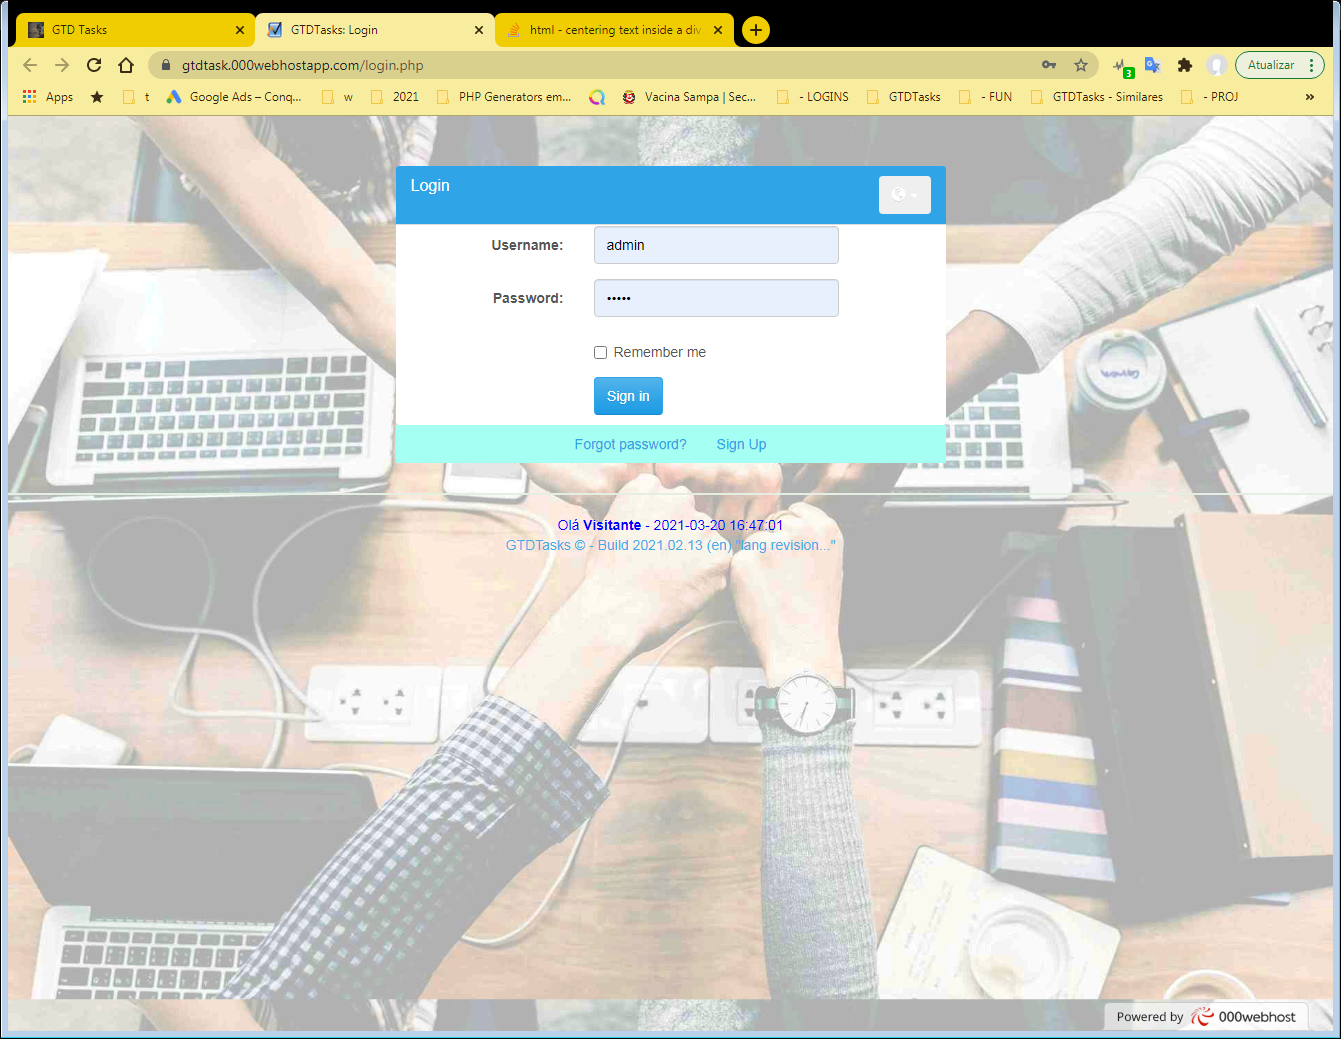 GTD Tasks
GTDTasks: Login
html - centering text inside a div
gtdtask.000webhostapp.com/login.php
3
Atualizar
Apps
t
Google Ads – Conq...
w
2021
PHP Generators em...
Vacina Sampa | Sec...
- LOGINS
GTDTasks
- FUN
GTDTasks - Similares
- PROJ
»
Login
Username:
admin
Password:
•••••
Remember me
Sign in
Forgot password?
Sign Up
Olá Visitante - 2021-03-20 16:47:01
GTDTasks © - Build 2021.02.13 (en) "lang revision..."
Powered by 000webhost